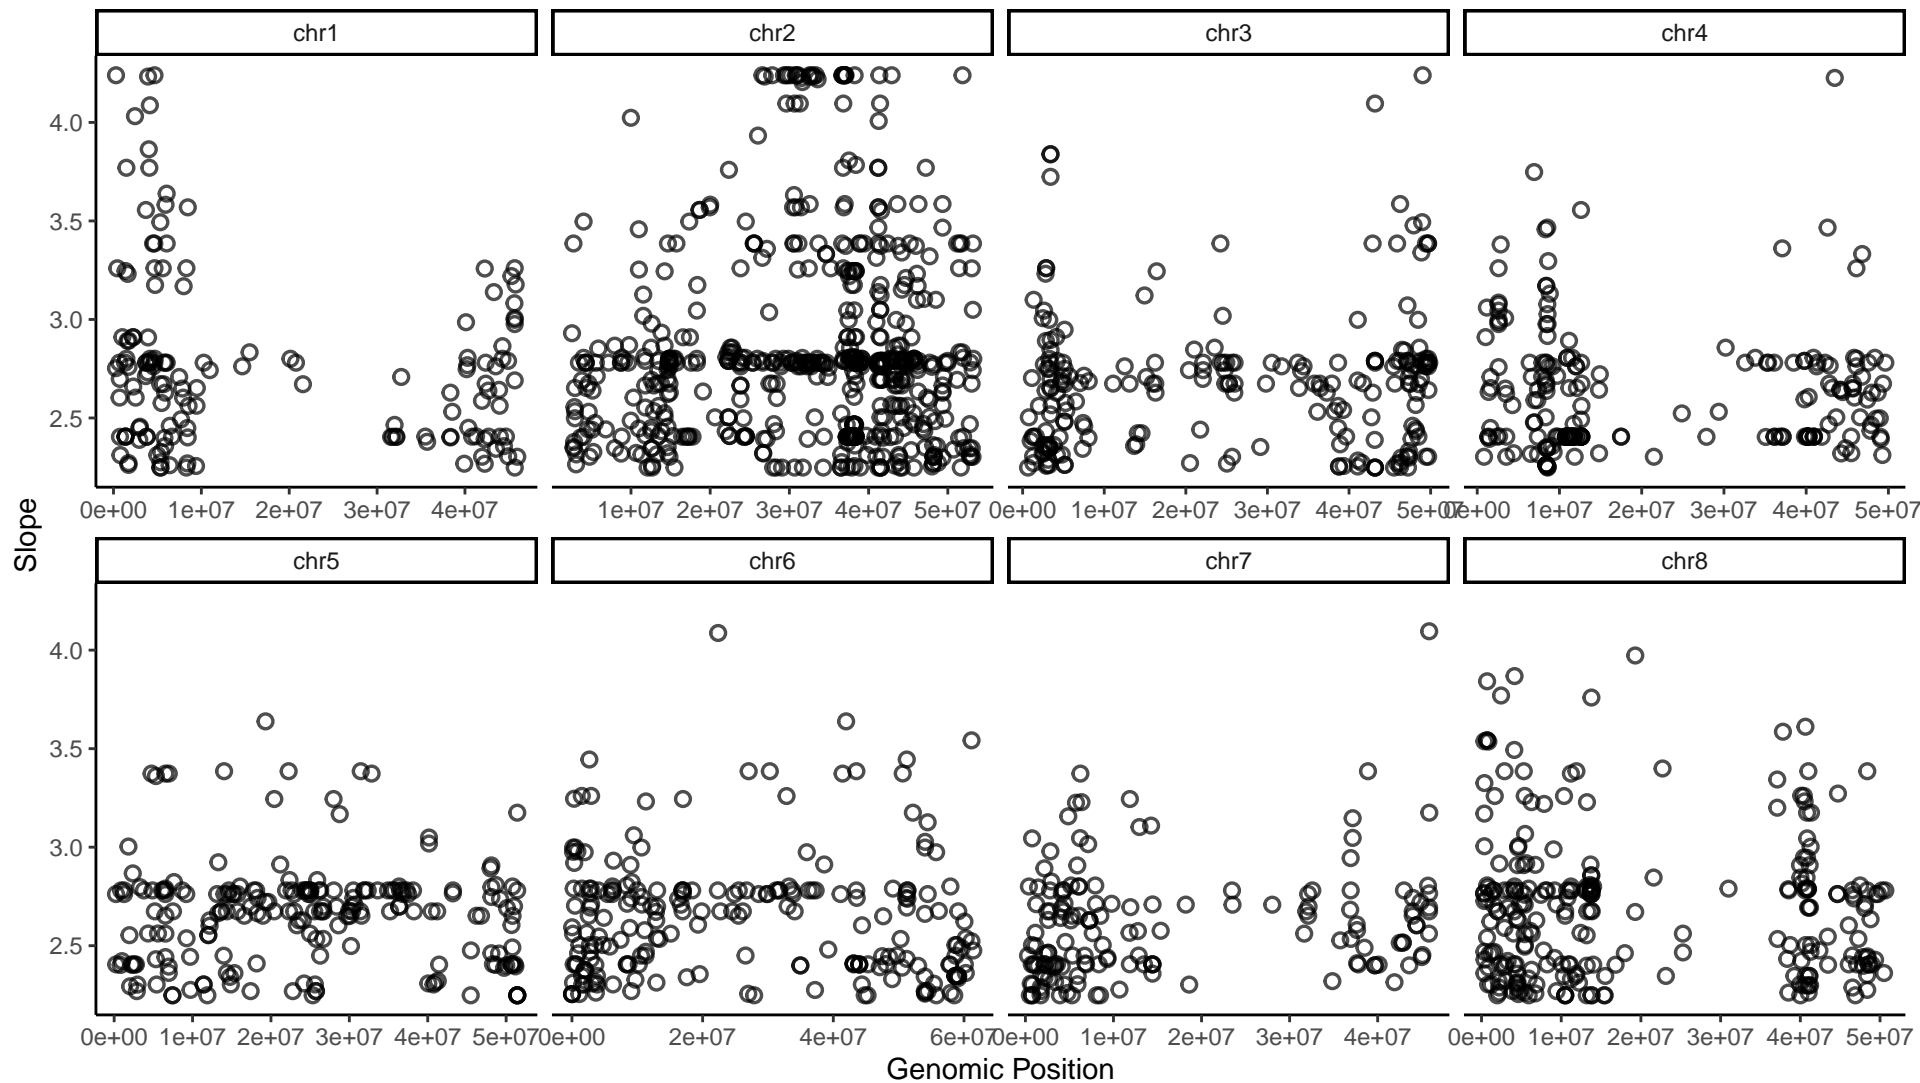 chr1 chr2 chr3 chr4
4.0
3.5
3.0
2.5
0e+00 1e+07 2e+07 3e+07 4e+07 1e+07 2e+07 3e+07 4e+07 5e+07 0e+00 1e+07 2e+07 3e+07 4e+07 5e+07 0e+00 1e+07 2e+07 3e+07 4e+07 5e+07
Slope
chr5 chr6 chr7 chr8
4.0
3.5
3.0
2.5
0e+00 1e+07 2e+07 3e+07 4e+07 5e+07 0e+00 2e+07 4e+07 6e+07 0e+00 1e+07 2e+07 3e+07 4e+07 0e+00 1e+07 2e+07 3e+07 4e+07 5e+07
Genomic Position